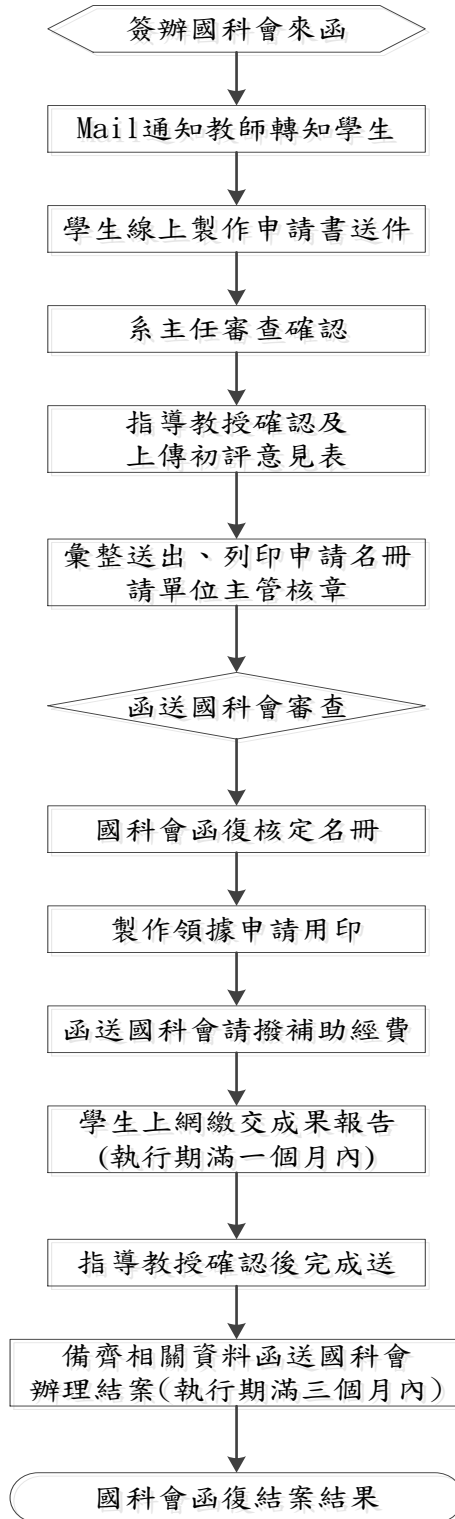 簽辦國科會來函
Mail通知教師轉知學生
學生線上製作申請書送件
系主任審查確認
指導教授確認及
上傳初評意見表
彙整送出、列印申請名冊
請單位主管核章
函送國科會審查
國科會函復核定名冊
製作領據申請用印
函送國科會請撥補助經費
學生上網繳交成果報告
(執行期滿一個月內)
指導教授確認後完成送
備齊相關資料函送國科會
辦理結案(執行期滿三個月內)
國科會函復結案結果